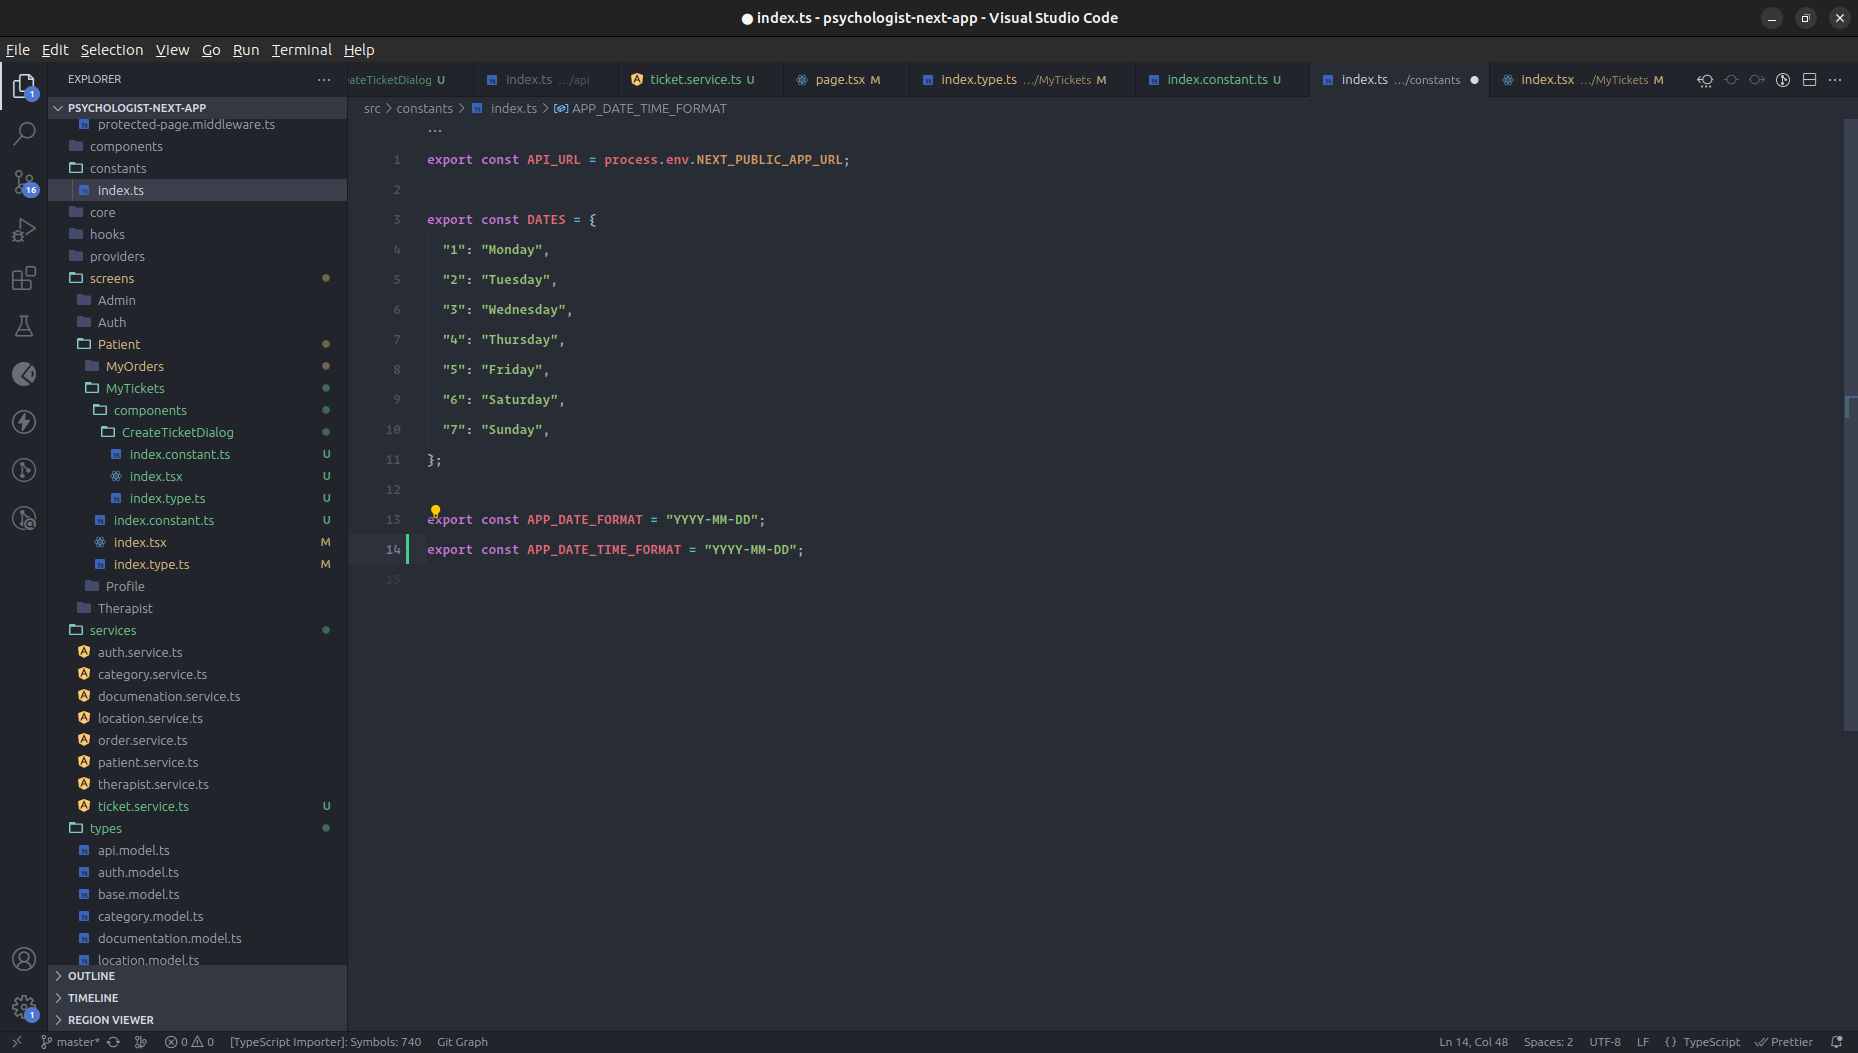 index.ts - psychologist-next-app - Visual Studio Code
File Edit Selection View Go Run Terminal Help
EXPLORER
PSYCHOLOGIST-NEXT-APP
protected-page.middleware.ts
components
constants
index.ts
core
hooks
providers
screens
Admin
Auth
Patient
MyOrders
MyTickets
components
CreateTicketDialog
index.constant.ts U
index.tsx U
index.type.ts U
index.constant.ts U
index.tsx M
index.type.ts M
Profile
Therapist
services
auth.service.ts
category.service.ts
documenation.service.ts
location.service.ts
order.service.ts
patient.service.ts
therapist.service.ts
ticket.service.ts U
types
api.model.ts
auth.model.ts
base.model.ts
category.model.ts
documentation.model.ts
location.model.ts
OUTLINE
TIMELINE
REGION VIEWER
1
16
1
eateTicketDialog U index.ts .../api ticket.service.ts U page.tsx M index.type.ts .../MyTickets M index.constant.ts U index.ts .../constants index.tsx .../MyTickets M
src > constants > index.ts > APP_DATE_TIME_FORMAT
...
1 export const API_URL = process.env.NEXT_PUBLIC_APP_URL;
2
3 export const DATES = {
4 "1": "Monday",
5 "2": "Tuesday",
6 "3": "Wednesday",
7 "4": "Thursday",
8 "5": "Friday",
9 "6": "Saturday",
10 "7": "Sunday",
11 };
12
13 export const APP_DATE_FORMAT = "YYYY-MM-DD";
14 export const APP_DATE_TIME_FORMAT = "YYYY-MM-DD";
15
master* 0 0 [TypeScript Importer]: Symbols: 740 Git Graph Ln 14, Col 48 Spaces: 2 UTF-8 LF {} TypeScript Prettier